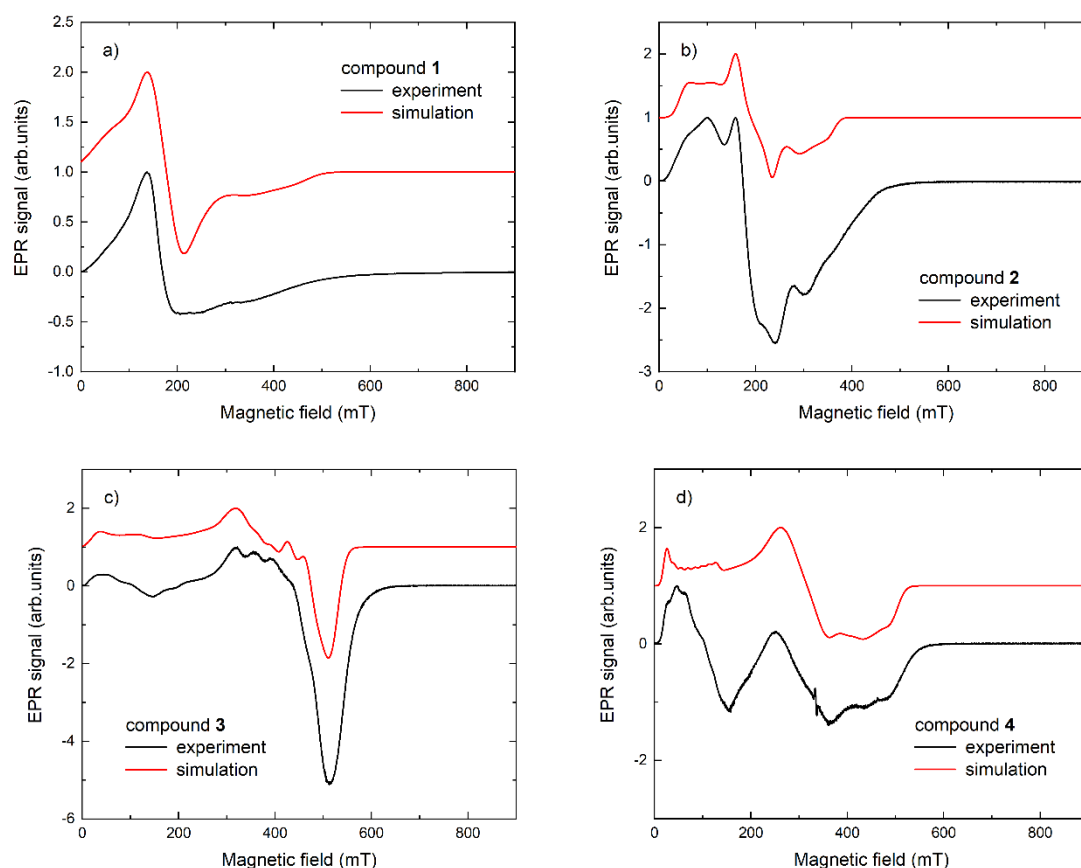 a)
compound 1
experiment
simulation
2.0
1.5
1.0
0.5
0.0
-0.5
-1.0
EPR signal (arb.units)
0 200 400 600 800
Magnetic field (mT)
b)
compound 2
experiment
simulation
2
1
0
-1
-2
-3
EPR signal (arb.units)
0 200 400 600 800
Magnetic field (mT)
c)
compound 3
experiment
simulation
2
0
-2
-4
-6
EPR signal (arb.units)
0 200 400 600 800
Magnetic field (mT)
d)
compound 4
experiment
simulation
2
0
-2
EPR signal (arb.units)
0 200 400 600 800
Magnetic field (mT)